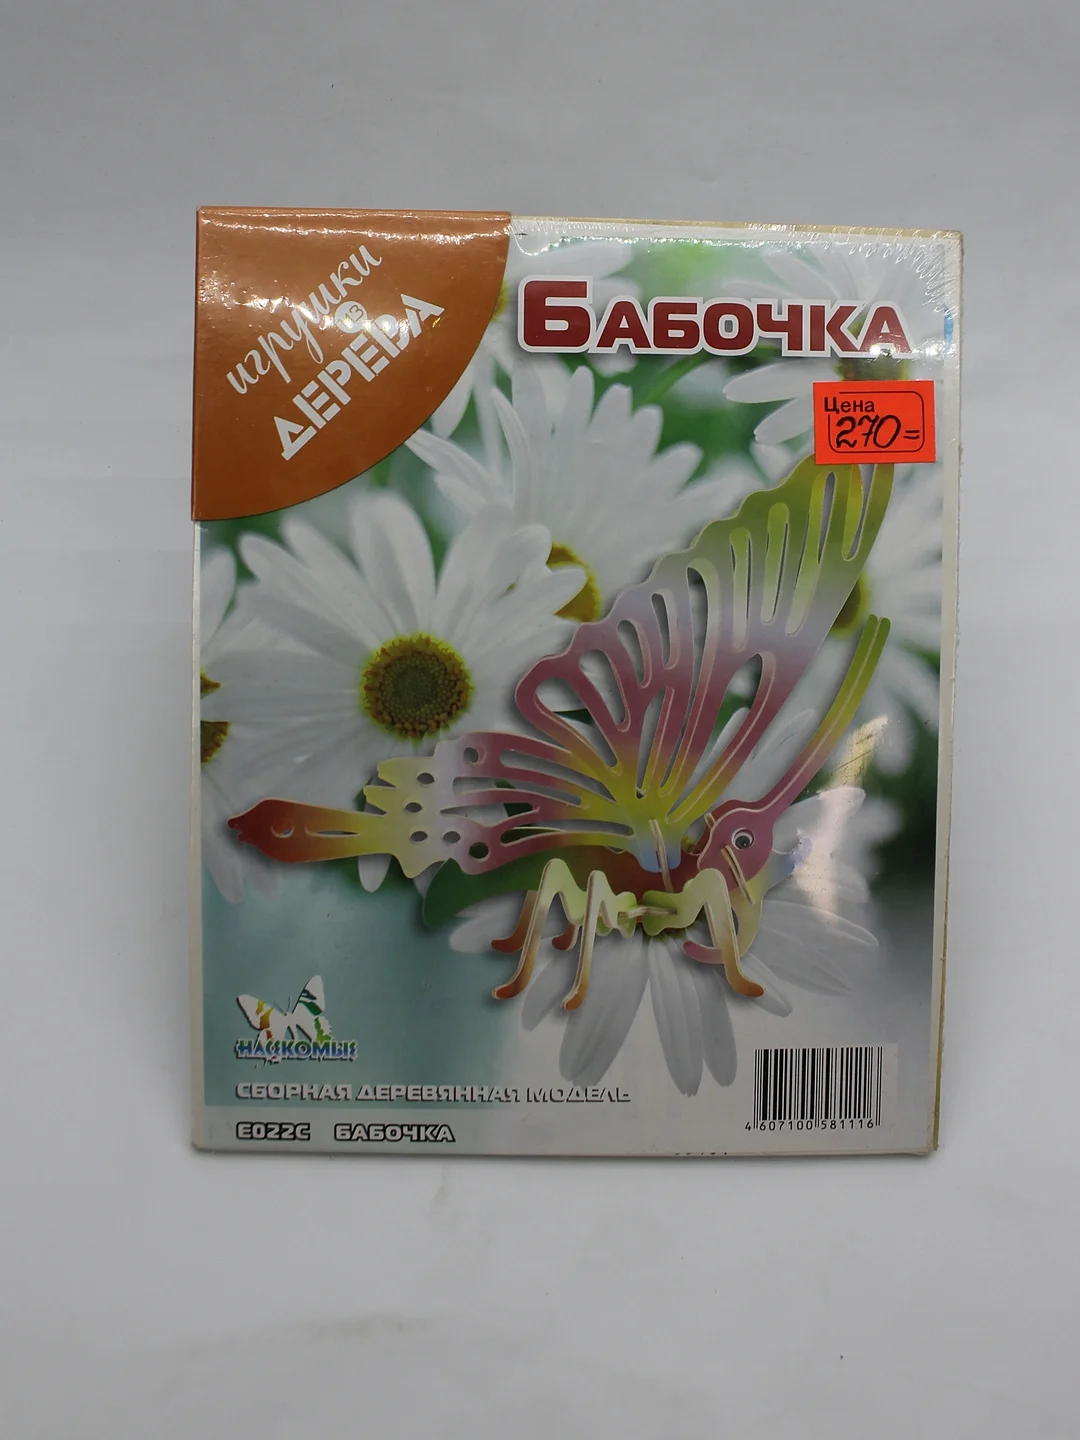 игрушки
из
ДЕРЕВА
БАБОЧКА
Цена
270=
НАСЕКОМЫЕ
СБОРНАЯ ДЕРЕВЯННАЯ МОДЕЛЬ
E022C БАБОЧКА
4 607100 581116